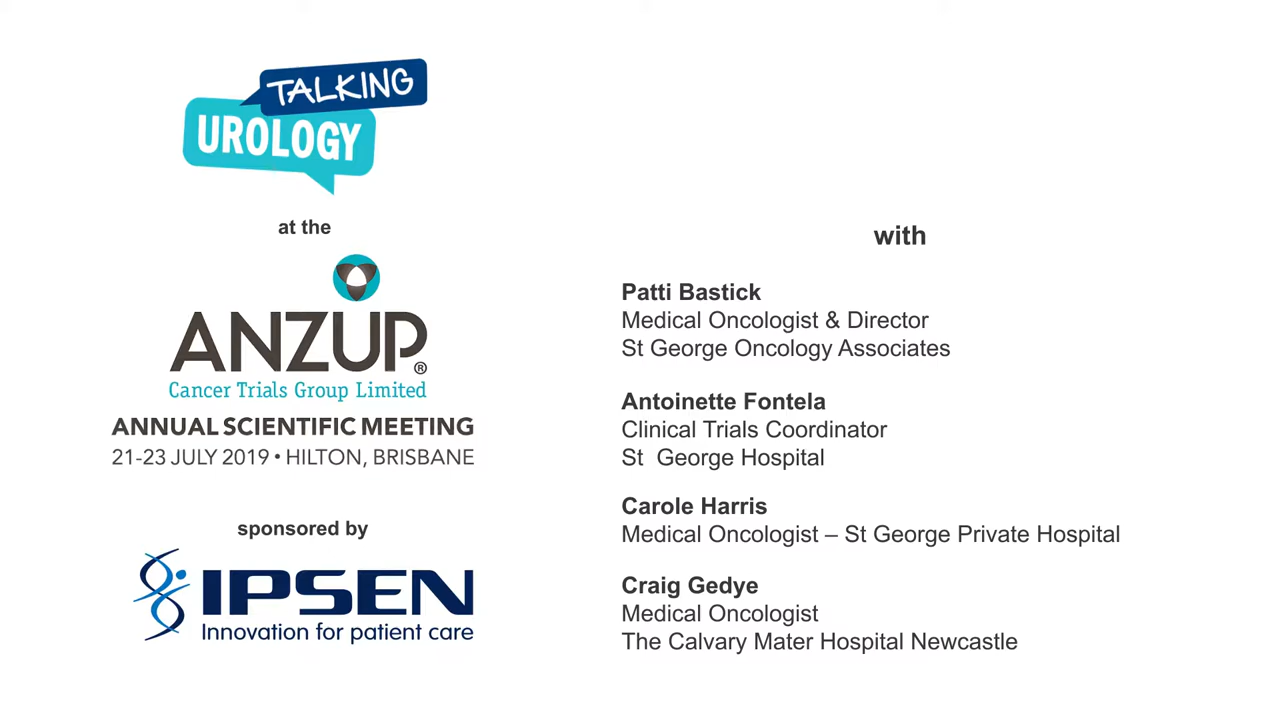 TALKING
UROLOGY
at the
ANZUP®
Cancer Trials Group Limited
ANNUAL SCIENTIFIC MEETING
21-23 JULY 2019 • HILTON, BRISBANE
sponsored by
IPSEN
Innovation for patient care
with
Patti Bastick
Medical Oncologist & Director
St George Oncology Associates
Antoinette Fontela
Clinical Trials Coordinator
St  George Hospital
Carole Harris
Medical Oncologist – St George Private Hospital
Craig Gedye
Medical Oncologist
The Calvary Mater Hospital Newcastle